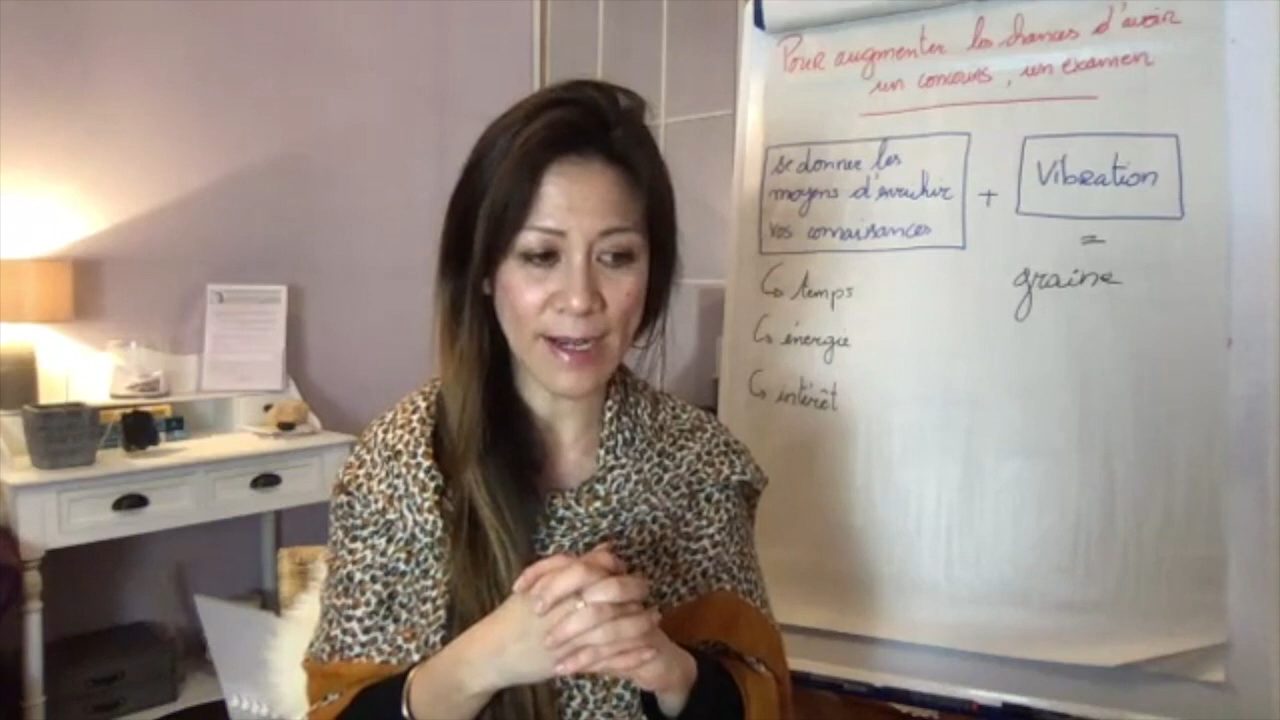 Pour augmenter les chances d'avoir
un concours, un examen
se donner les
moyens d'enrichir
vos connaisances
+
Vibration
=
graine
↳ temps
↳ énergie
↳ intérêt